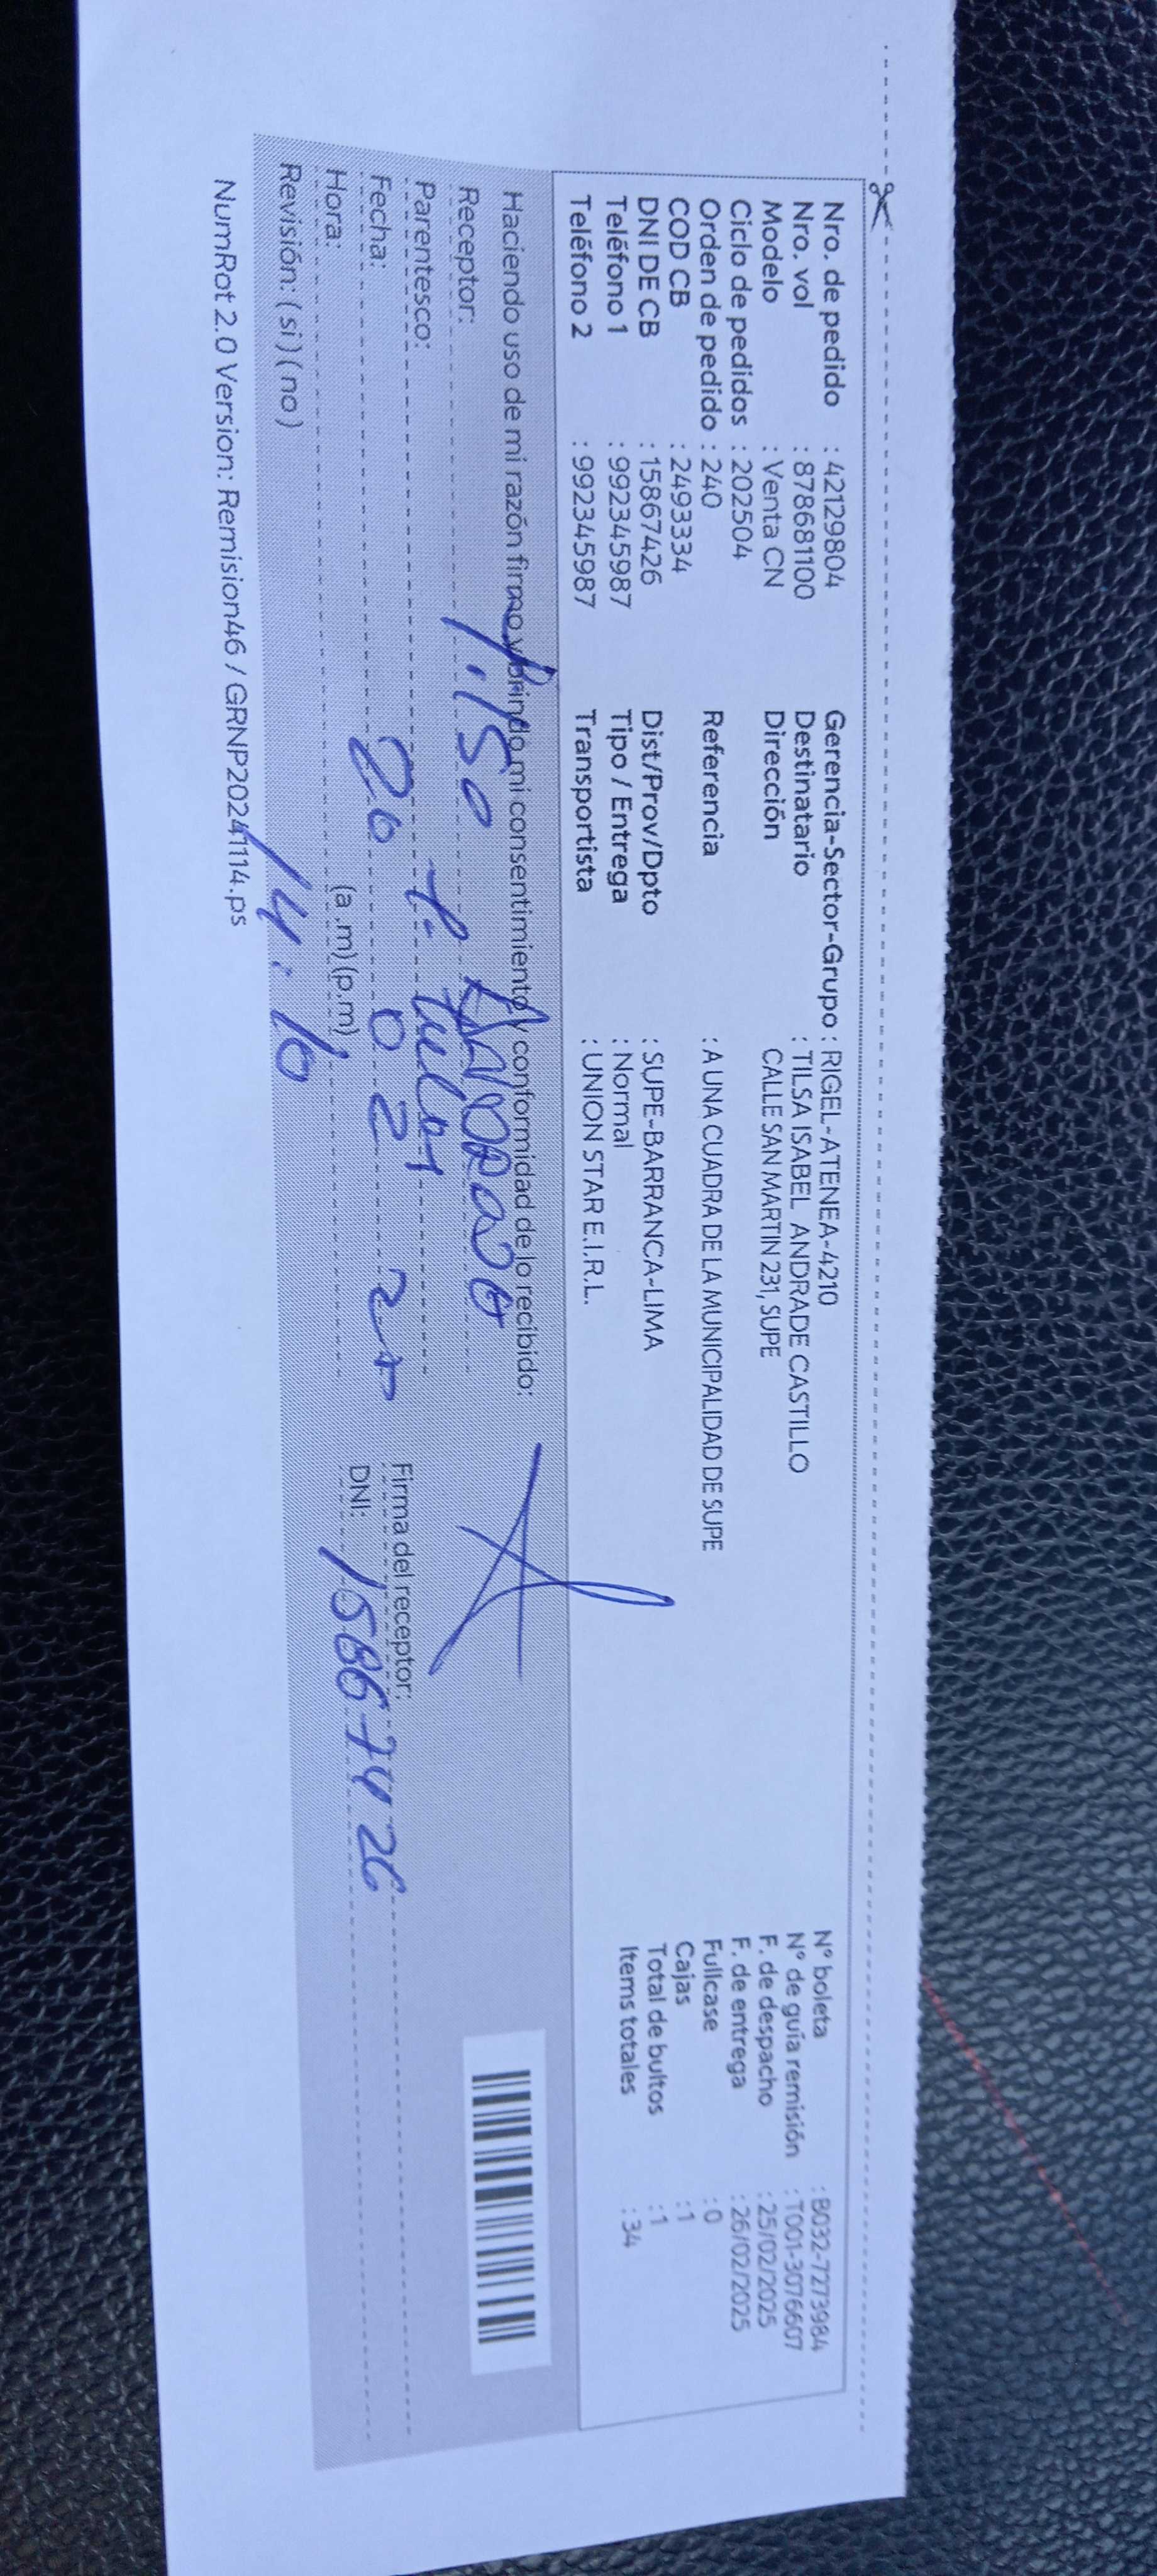 Nro. de pedido : 42129804
Nro. vol : 878681100
Modelo : Venta CN
Ciclo de pedidos : 202504
Orden de pedido : 240
COD CB : 2493334
DNI DE CB : 15867426
Teléfono 1 : 992345987
Teléfono 2 : 992345987
Gerencia-Sector-Grupo : RIGEL-ATENEA-4210
Destinatario : TILSA ISABEL ANDRADE CASTILLO
Dirección CALLE SAN MARTIN 231, SUPE
Referencia : A UNA CUADRA DE LA MUNICIPALIDAD DE SUPE
Dist/Prov/Dpto : SUPE-BARRANCA-LIMA
Tipo / Entrega : Normal
Transportista : UNION STAR E.I.R.L.
N° boleta : B032-7273984
N° de guía remisión : T001-3076607
F. de despacho : 25/02/2025
F. de entrega : 26/02/2025
Fullcase : 0
Cajas : 1
Total de bultos : 1
Items totales : 34
Haciendo uso de mi razón firmo y brindo mi consentimiento y conformidad de lo recibido:
Receptor:
Parentesco:
Fecha: 26 02
Hora: (a.m) (p.m)
Revisión: ( si ) ( no ) 14:10
Firma del receptor:
DNI: 15867426
NumRot 2.0 Version: Remision46 / GRNP20241114.ps